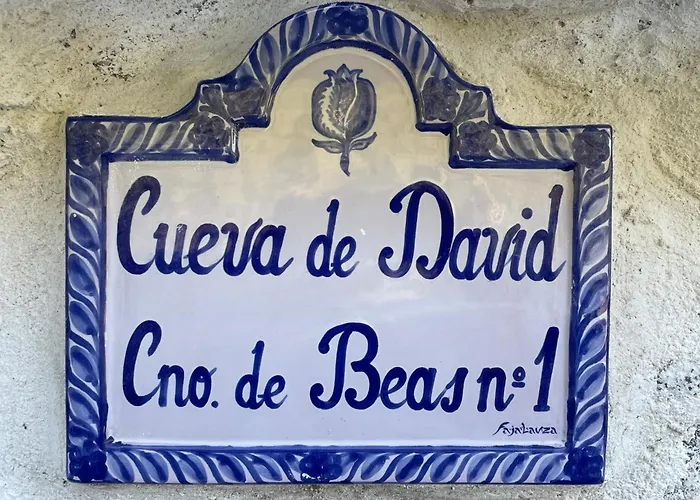 Cueva de David
Cno. de Beas nº 1
Fajalauza